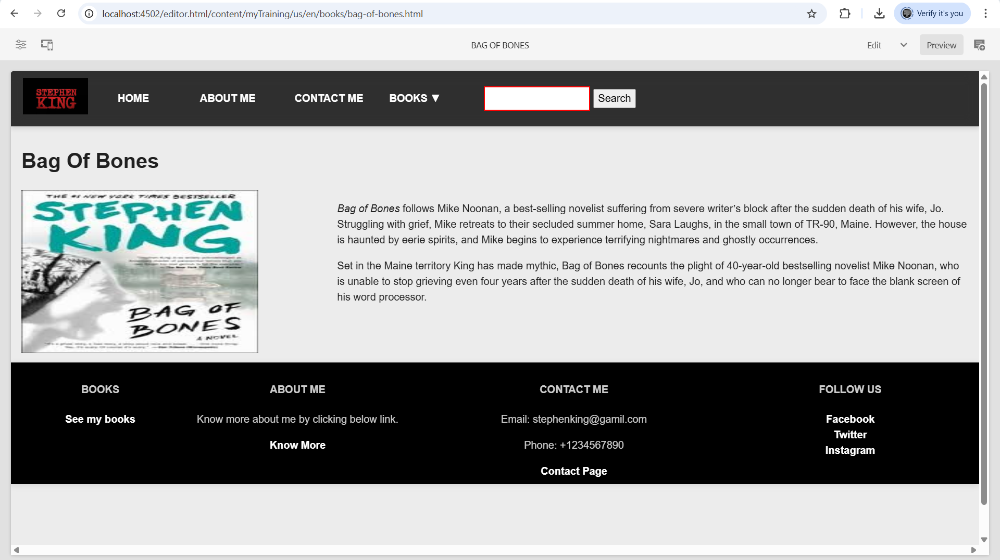 localhost:4502/editor.html/content/myTraining/us/en/books/bag-of-bones.html
Verify it's you
BAG OF BONES
Edit
Preview
STEPHEN
KING
HOME
ABOUT ME
CONTACT ME
BOOKS ▼
Search
Bag Of Bones
THE #1 NEW YORK TIMES BESTSELLER
STEPHEN
KING
BAG OF
BONES
A NOVEL
Bag of Bones follows Mike Noonan, a best-selling novelist suffering from severe writer’s block after the sudden death of his wife, Jo.
Struggling with grief, Mike retreats to their secluded summer home, Sara Laughs, in the small town of TR-90, Maine. However, the house
is haunted by eerie spirits, and Mike begins to experience terrifying nightmares and ghostly occurrences.
Set in the Maine territory King has made mythic, Bag of Bones recounts the plight of 40-year-old bestselling novelist Mike Noonan, who
is unable to stop grieving even four years after the sudden death of his wife, Jo, and who can no longer bear to face the blank screen of
his word processor.
BOOKS
See my books
ABOUT ME
Know more about me by clicking below link.
Know More
CONTACT ME
Email: stephenking@gamil.com
Phone: +1234567890
Contact Page
FOLLOW US
Facebook
Twitter
Instagram